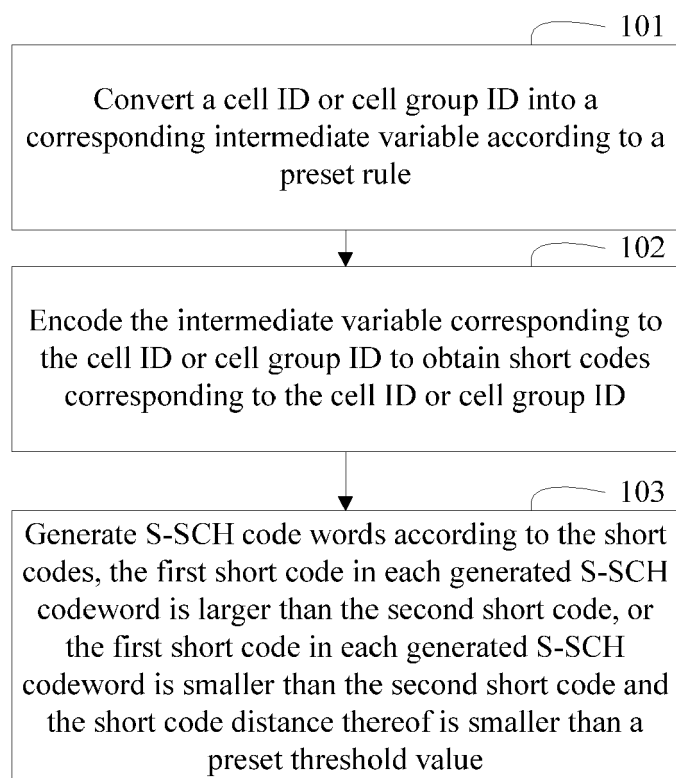 101
Convert a cell ID or cell group ID into a
corresponding intermediate variable according to a
preset rule
102
Encode the intermediate variable corresponding to
the cell ID or cell group ID to obtain short codes
corresponding to the cell ID or cell group ID
103
Generate S-SCH code words according to the short
codes, the first short code in each generated S-SCH
codeword is larger than the second short code, or
the first short code in each generated S-SCH
codeword is smaller than the second short code and
the short code distance thereof is smaller than a
preset threshold value